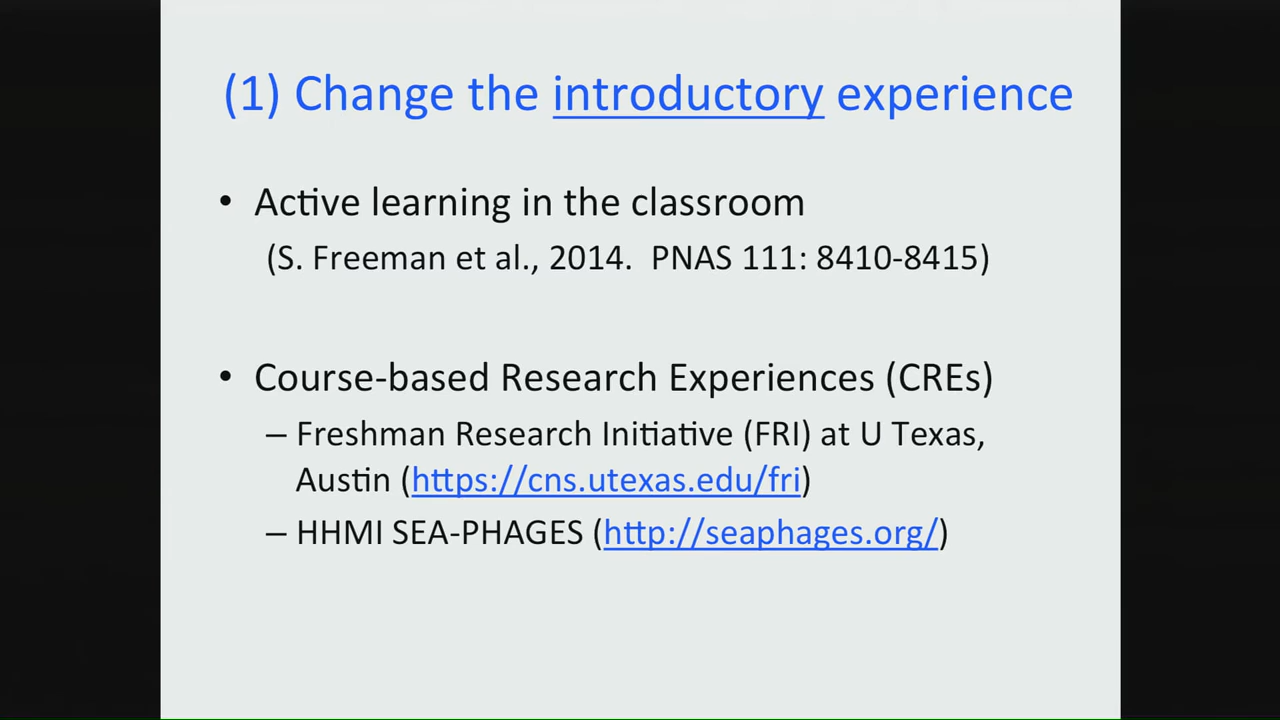 (1) Change the introductory experience
• Active learning in the classroom
(S. Freeman et al., 2014. PNAS 111: 8410-8415)
• Course-based Research Experiences (CREs)
– Freshman Research Initiative (FRI) at U Texas,
Austin (https://cns.utexas.edu/fri)
– HHMI SEA-PHAGES (http://seaphages.org/)